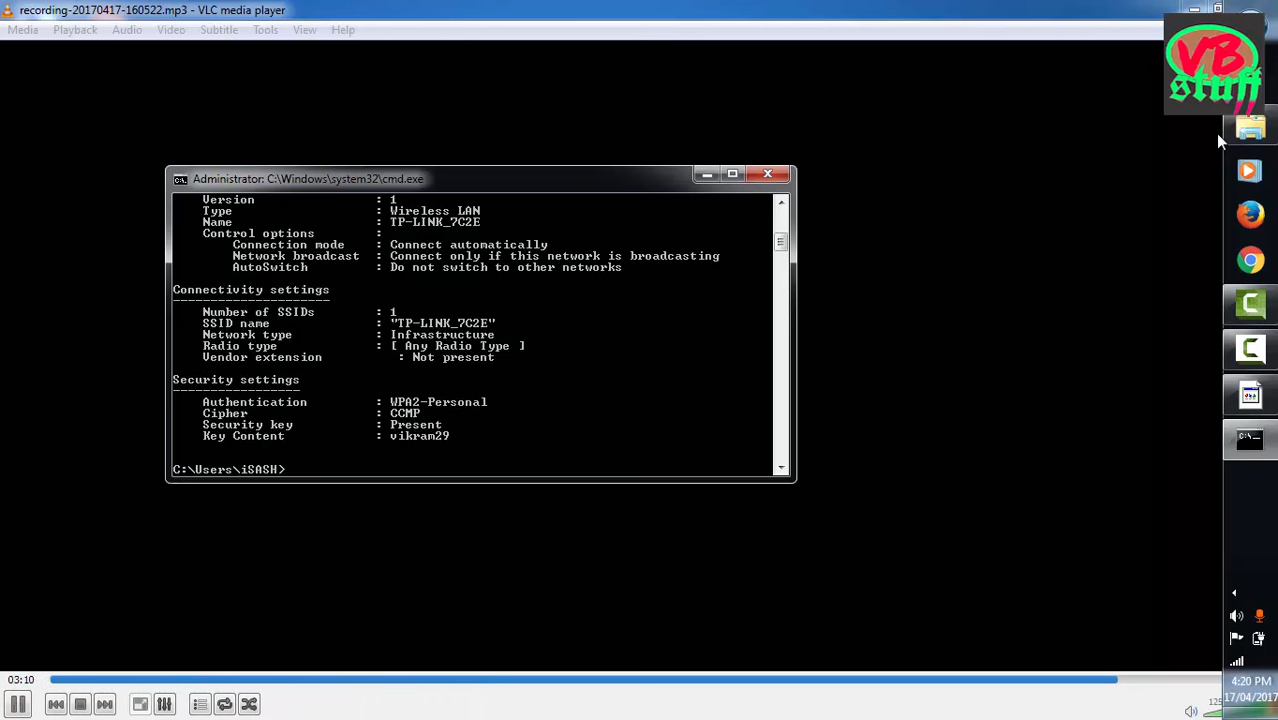 recording-20170417-160522.mp3 - VLC media player
Media Playback Audio Video Subtitle Tools View Help
VB
stuff
Administrator: C:\Windows\system32\cmd.exe
Version : 1
Type : Wireless LAN
Name : TP-LINK_7C2E
Control options :
Connection mode : Connect automatically
Network broadcast : Connect only if this network is broadcasting
AutoSwitch : Do not switch to other networks
Connectivity settings
---------------------
Number of SSIDs : 1
SSID name : "TP-LINK_7C2E"
Network type : Infrastructure
Radio type : [ Any Radio Type ]
Vendor extension : Not present
Security settings
-----------------
Authentication : WPA2-Personal
Cipher : CCMP
Security key : Present
Key Content : vikram29
C:\Users\iSASH>
03:10
4:20 PM
17/04/2017